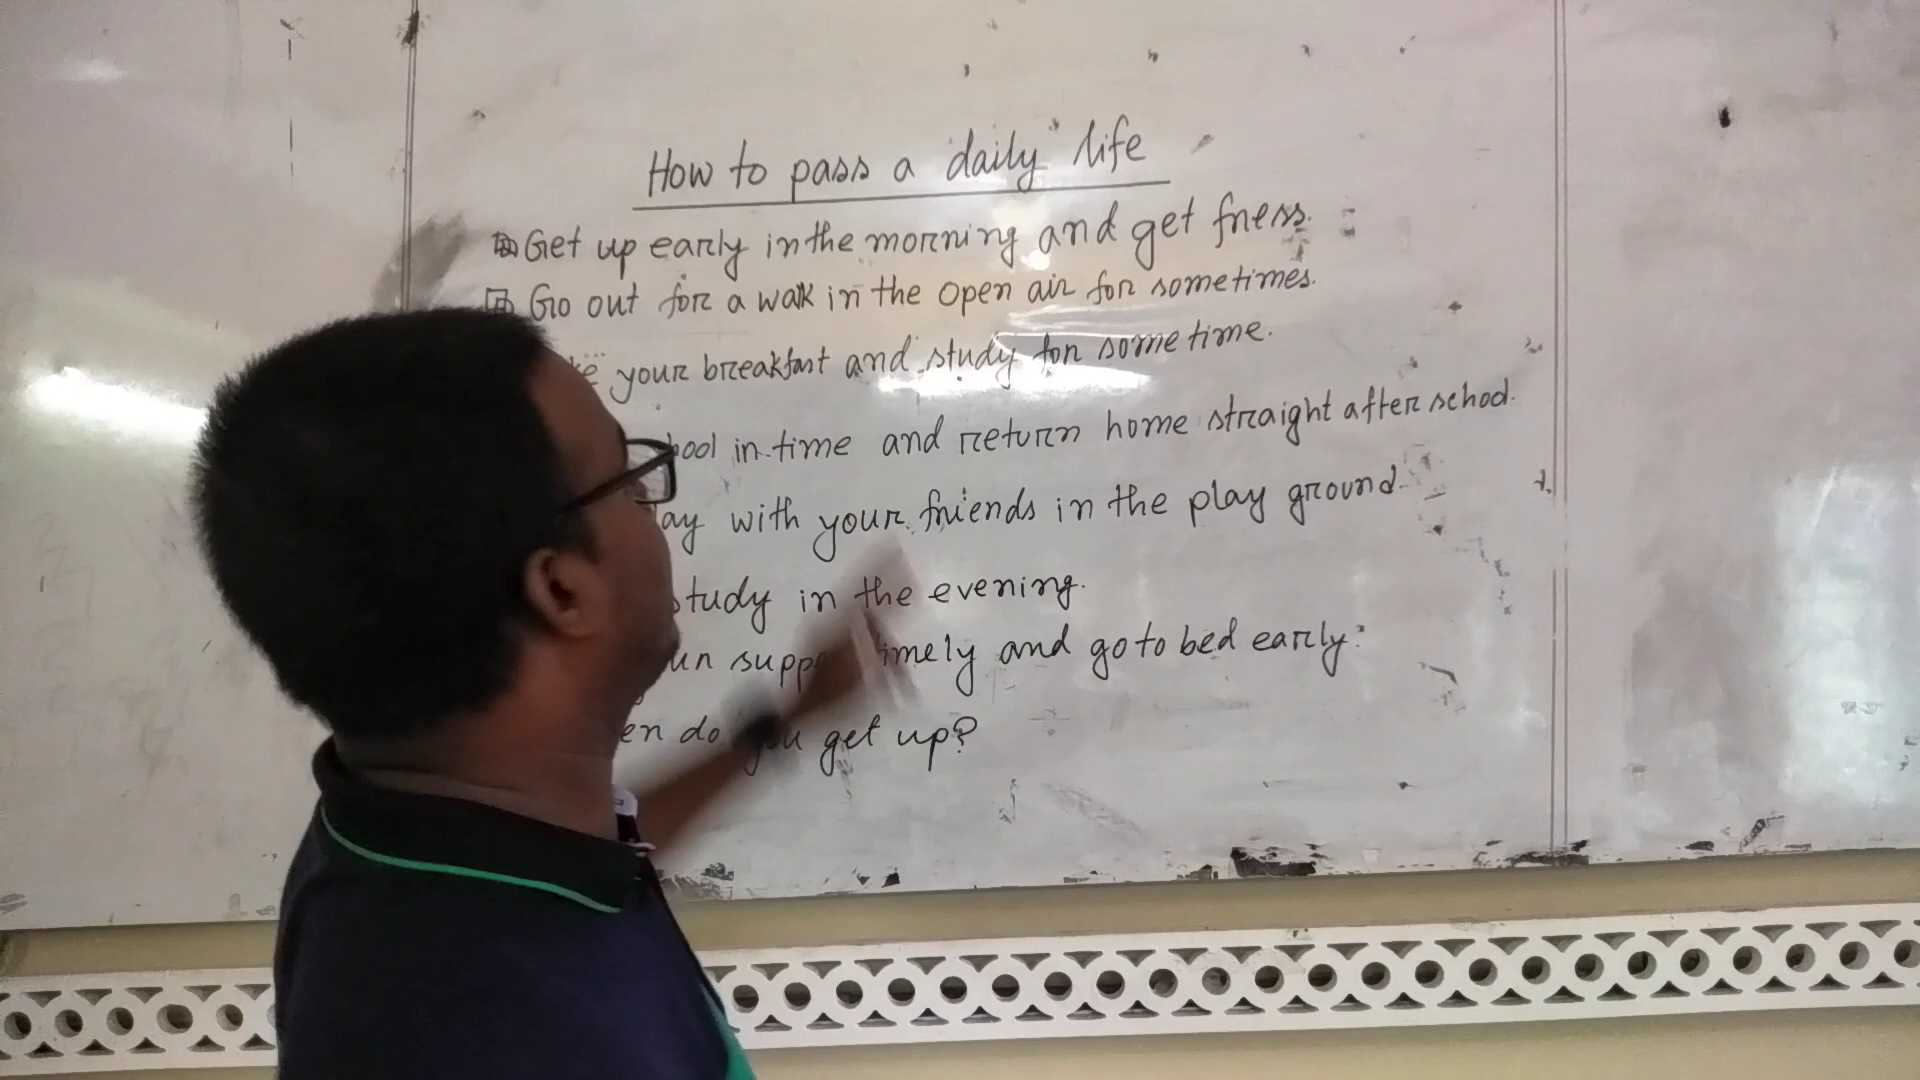 How to pass a daily life
Get up early in the morning and get fress.
Go out for a walk in the open air for sometimes.
your breakfast and study for some time.
in time and return home straight after school.
with your friends in the play ground.
study in the evening.
and go to bed early.
do you get up?